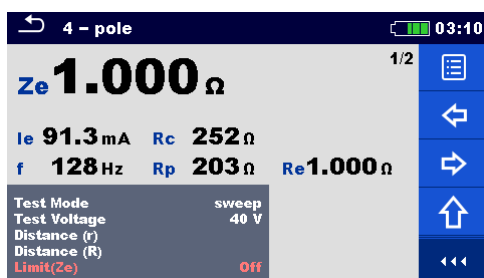 4 – pole 03:10
1/2
Ze 1.000 Ω
Ie 91.3 mA Rc 252 Ω
f 128 Hz Rp 203 Ω Re 1.000 Ω
Test Mode sweep
Test Voltage 40 V
Distance (r)
Distance (R)
Limit(Ze) Off